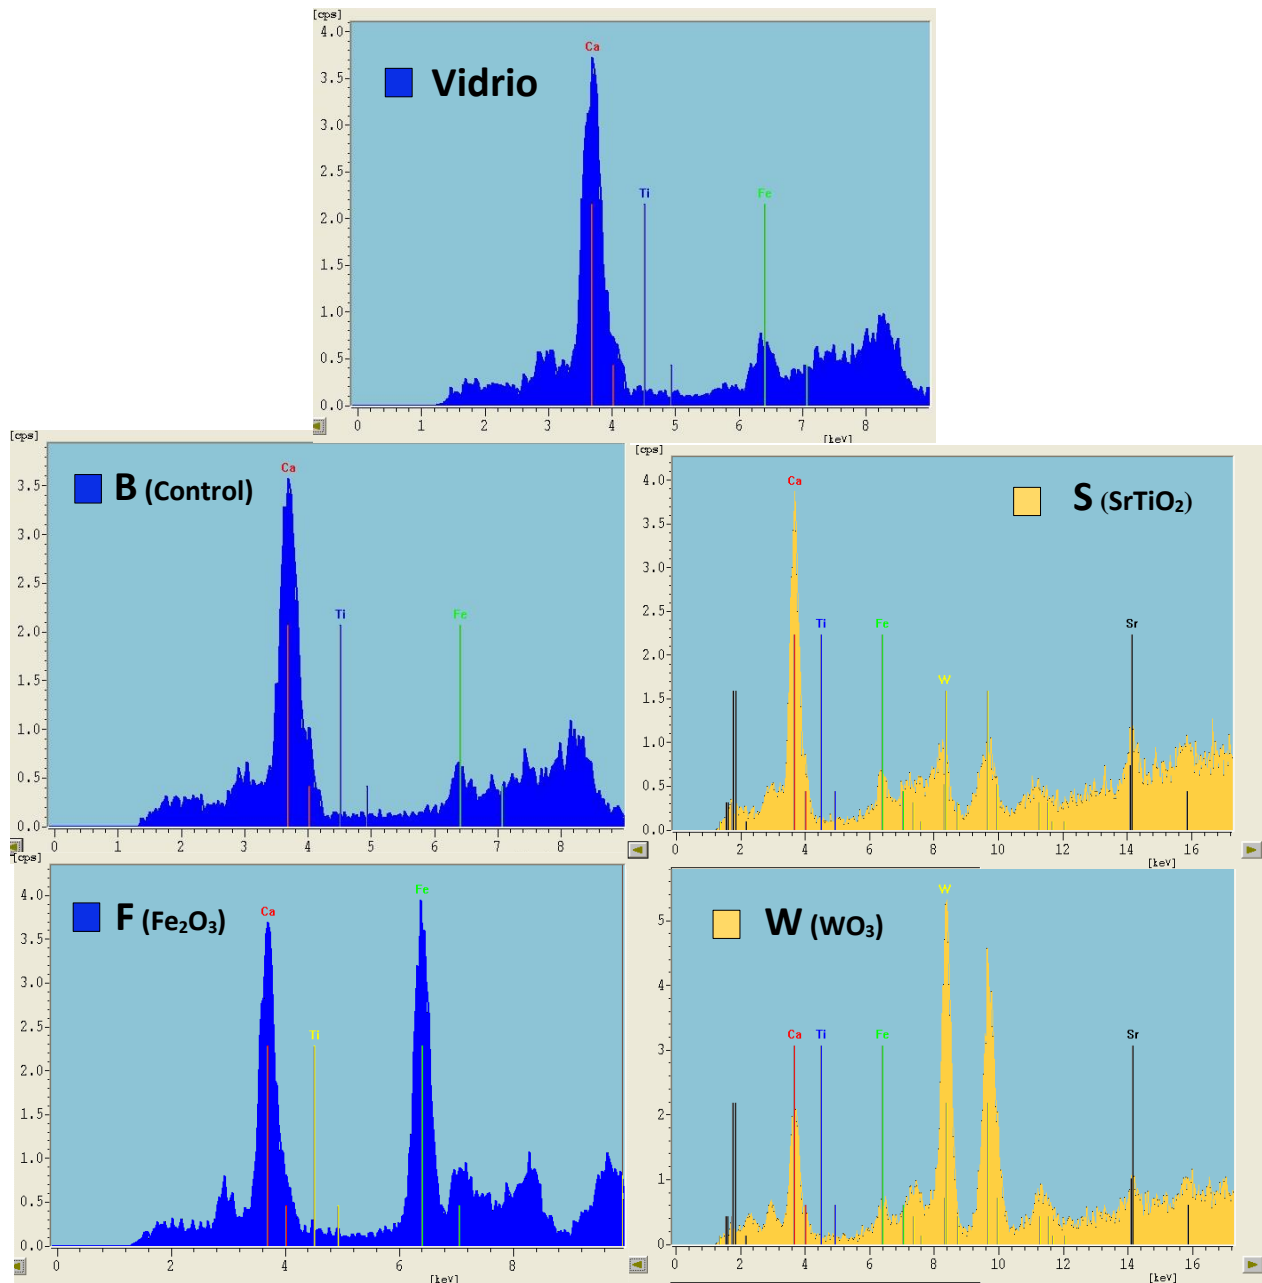 [cps]
Vidrio
4.0
3.5
3.0
2.5
2.0
1.5
1.0
0.5
0.0
Ca
Ti
Fe
0 1 2 3 4 5 6 7 8
[keV]
[cps]
B (Control)
3.5
3.0
2.5
2.0
1.5
1.0
0.5
0.0
Ca
Ti
Fe
0 1 2 3 4 5 6 7 8
[cps]
S (SrTiO₂)
4.0
3.5
3.0
2.5
2.0
1.5
1.0
0.5
0.0
Ca
Ti
Fe
W
Sr
0 2 4 6 8 10 12 14 16
[keV]
[cps]
F (Fe₂O₃)
4.0
3.5
3.0
2.5
2.0
1.5
1.0
0.5
0.0
Ca
Ti
Fe
0 2 4 6 8
[keV]
W (WO₃)
5
4
3
2
1
0
Ca
Ti
Fe
W
Sr
0 2 4 6 8 10 12 14 16
[keV]